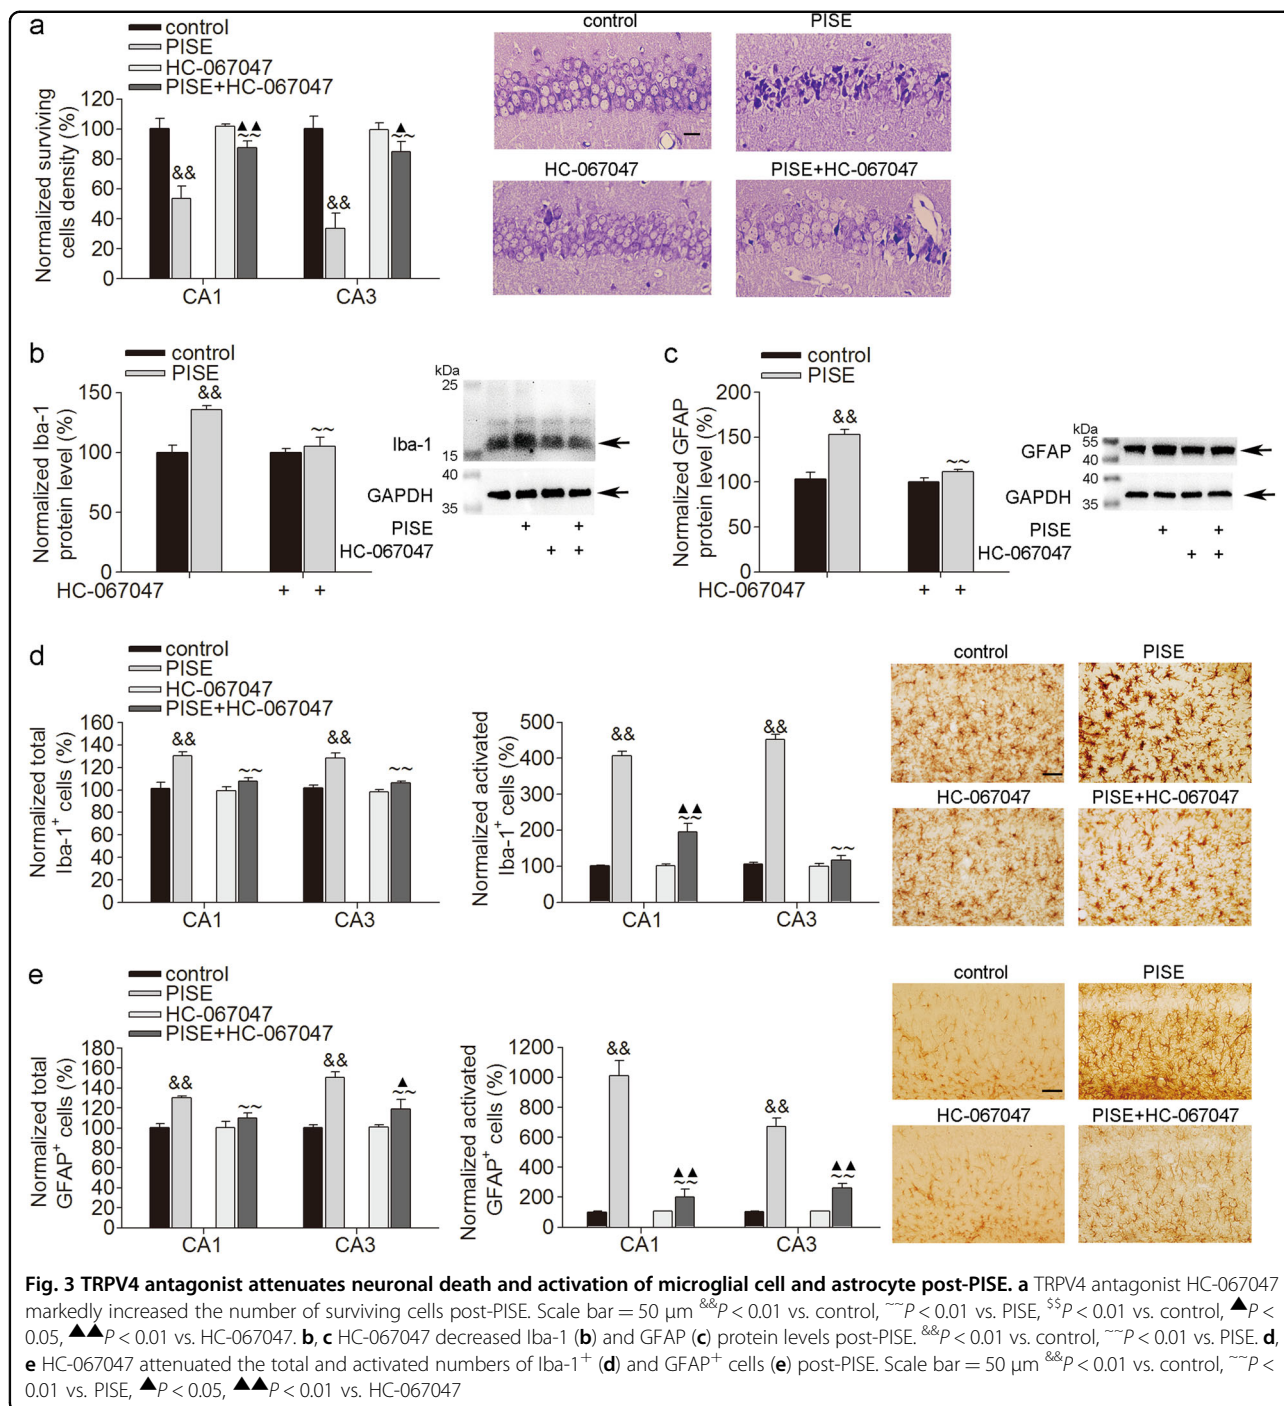 a
control
PISE
HC-067047
PISE+HC-067047
Normalized surviving
cells density (%)
120
100
80
60
40
20
0
&&
▲▲
~~
&&
▲
~~
CA1
CA3
control
PISE
HC-067047
PISE+HC-067047
b
control
PISE
Normalized Iba-1
protein level (%)
150
100
50
0
&&
~~
HC-067047
+ +
kDa
25
15
40
35
Iba-1
GAPDH
PISE + +
HC-067047 + +
c
control
PISE
Normalized GFAP
protein level (%)
200
150
100
50
0
&&
~~
HC-067047
+ +
kDa
55
40
40
35
GFAP
GAPDH
PISE + +
HC-067047 + +
d
control
PISE
HC-067047
PISE+HC-067047
Normalized total
Iba-1+ cells (%)
160
140
120
100
80
60
40
20
0
&&
~~
&&
~~
CA1
CA3
Normalized activated
Iba-1+ cells (%)
500
400
300
200
100
0
&&
▲▲
~~
&&
~~
CA1
CA3
control
PISE
HC-067047
PISE+HC-067047
e
control
PISE
HC-067047
PISE+HC-067047
Normalized total
GFAP+ cells (%)
180
160
140
120
100
80
60
40
20
0
&&
~~
&&
▲
~~
CA1
CA3
Normalized activated
GFAP+ cells (%)
1200
1000
800
600
400
200
0
&&
▲▲
~~
&&
▲▲
~~
CA1
CA3
control
PISE
HC-067047
PISE+HC-067047
Fig. 3 TRPV4 antagonist attenuates neuronal death and activation of microglial cell and astrocyte post-PISE. a TRPV4 antagonist HC-067047
markedly increased the number of surviving cells post-PISE. Scale bar = 50 µm &&P < 0.01 vs. control, ~~P < 0.01 vs. PISE, $$P < 0.01 vs. control, ▲P <
0.05, ▲▲P < 0.01 vs. HC-067047. b, c HC-067047 decreased Iba-1 (b) and GFAP (c) protein levels post-PISE. &&P < 0.01 vs. control, ~~P < 0.01 vs. PISE. d,
e HC-067047 attenuated the total and activated numbers of Iba-1+ (d) and GFAP+ cells (e) post-PISE. Scale bar = 50 µm &&P < 0.01 vs. control, ~~P <
0.01 vs. PISE, ▲P < 0.05, ▲▲P < 0.01 vs. HC-067047